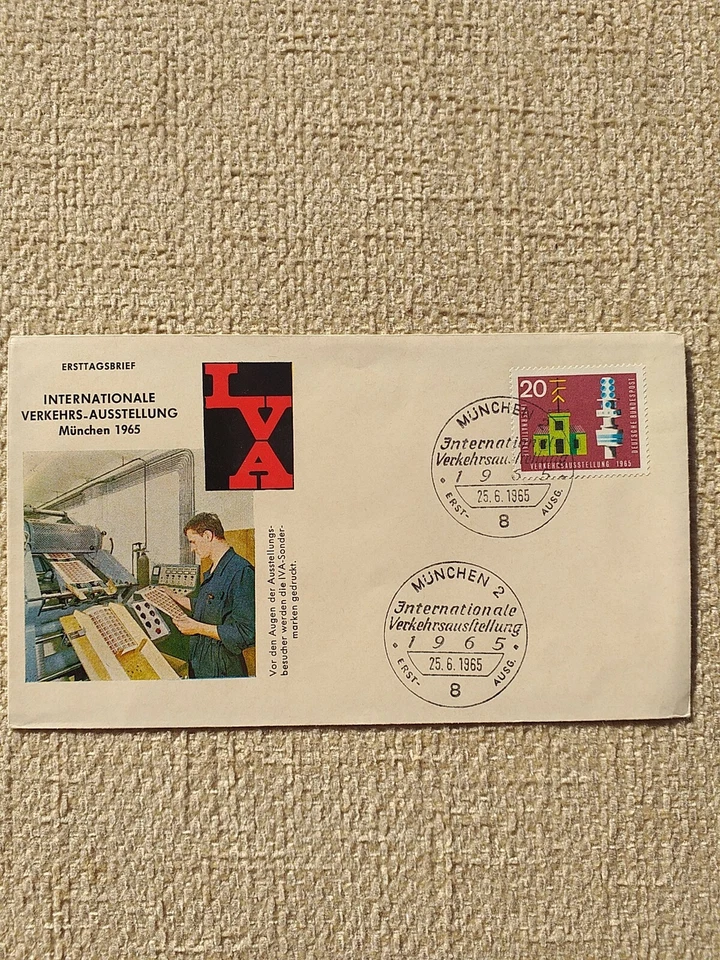 ERSTTAGSBRIEF
INTERNATIONALE
VERKEHRS-AUSSTELLUNG
München 1965
IVA
Vor den Augen der Ausstellungs-
besucher werden die IVA-Sonder-
marken gedruckt.
20
DEUTSCHE BUNDESPOST
VERKEHRSAUSSTELLUNG 1965
MÜNCHEN
Internationale
Verkehrsausstellung
1965
25.6.1965
ERST- AUSG.
8
MÜNCHEN 2
Internationale
Verkehrsausstellung
1965
25.6.1965
ERST- AUSG.
8